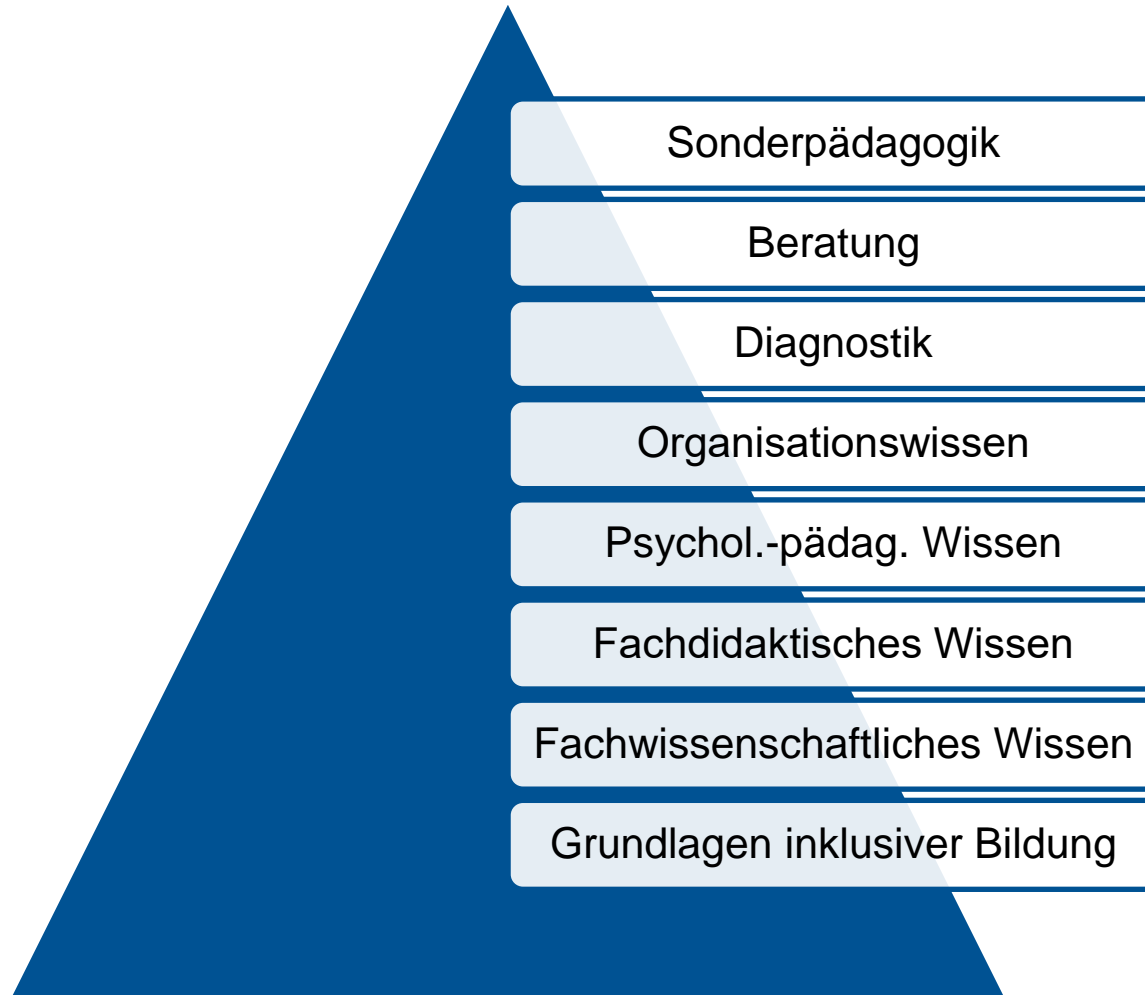 Sonderpädagogik
Beratung
Diagnostik
Organisationswissen
Psychol.-pädag. Wissen
Fachdidaktisches Wissen
Fachwissenschaftliches Wissen
Grundlagen inklusiver Bildung